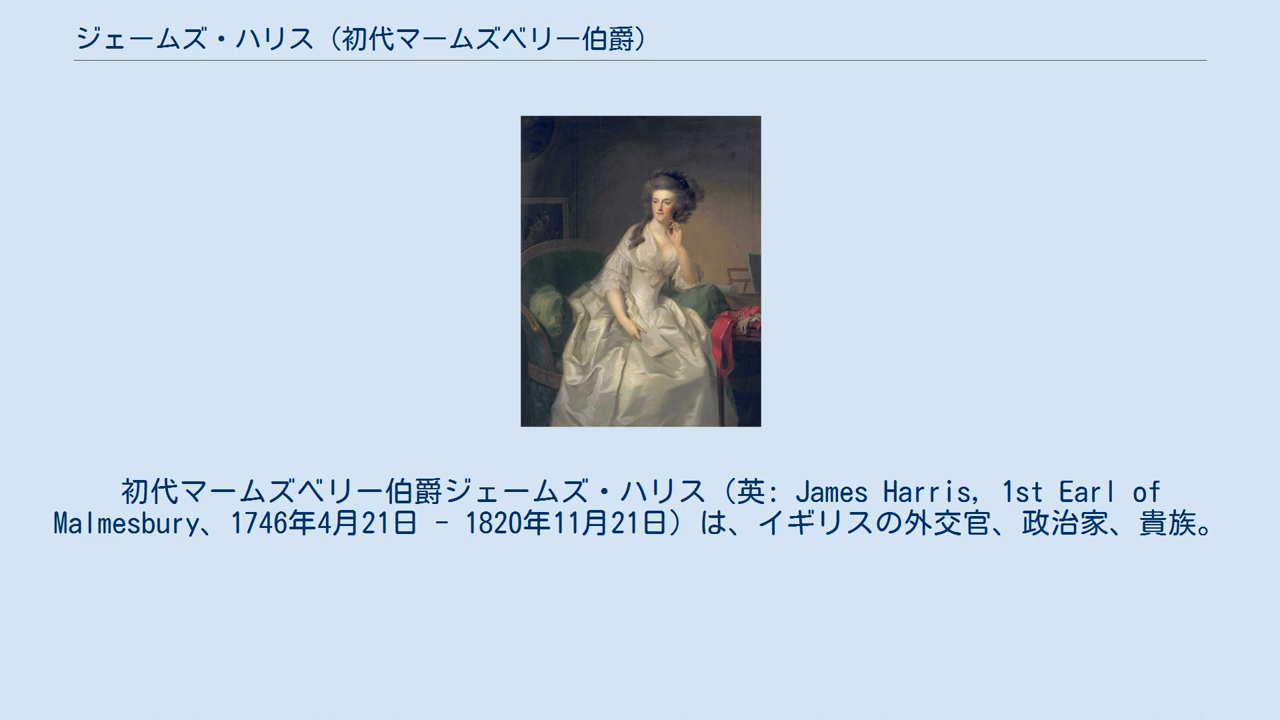 ジェームズ・ハリス（初代マームズベリー伯爵）
初代マームズベリー伯爵ジェームズ・ハリス（英: James Harris, 1st Earl of
Malmesbury、1746年4月21日 - 1820年11月21日）は、イギリスの外交官、政治家、貴族。